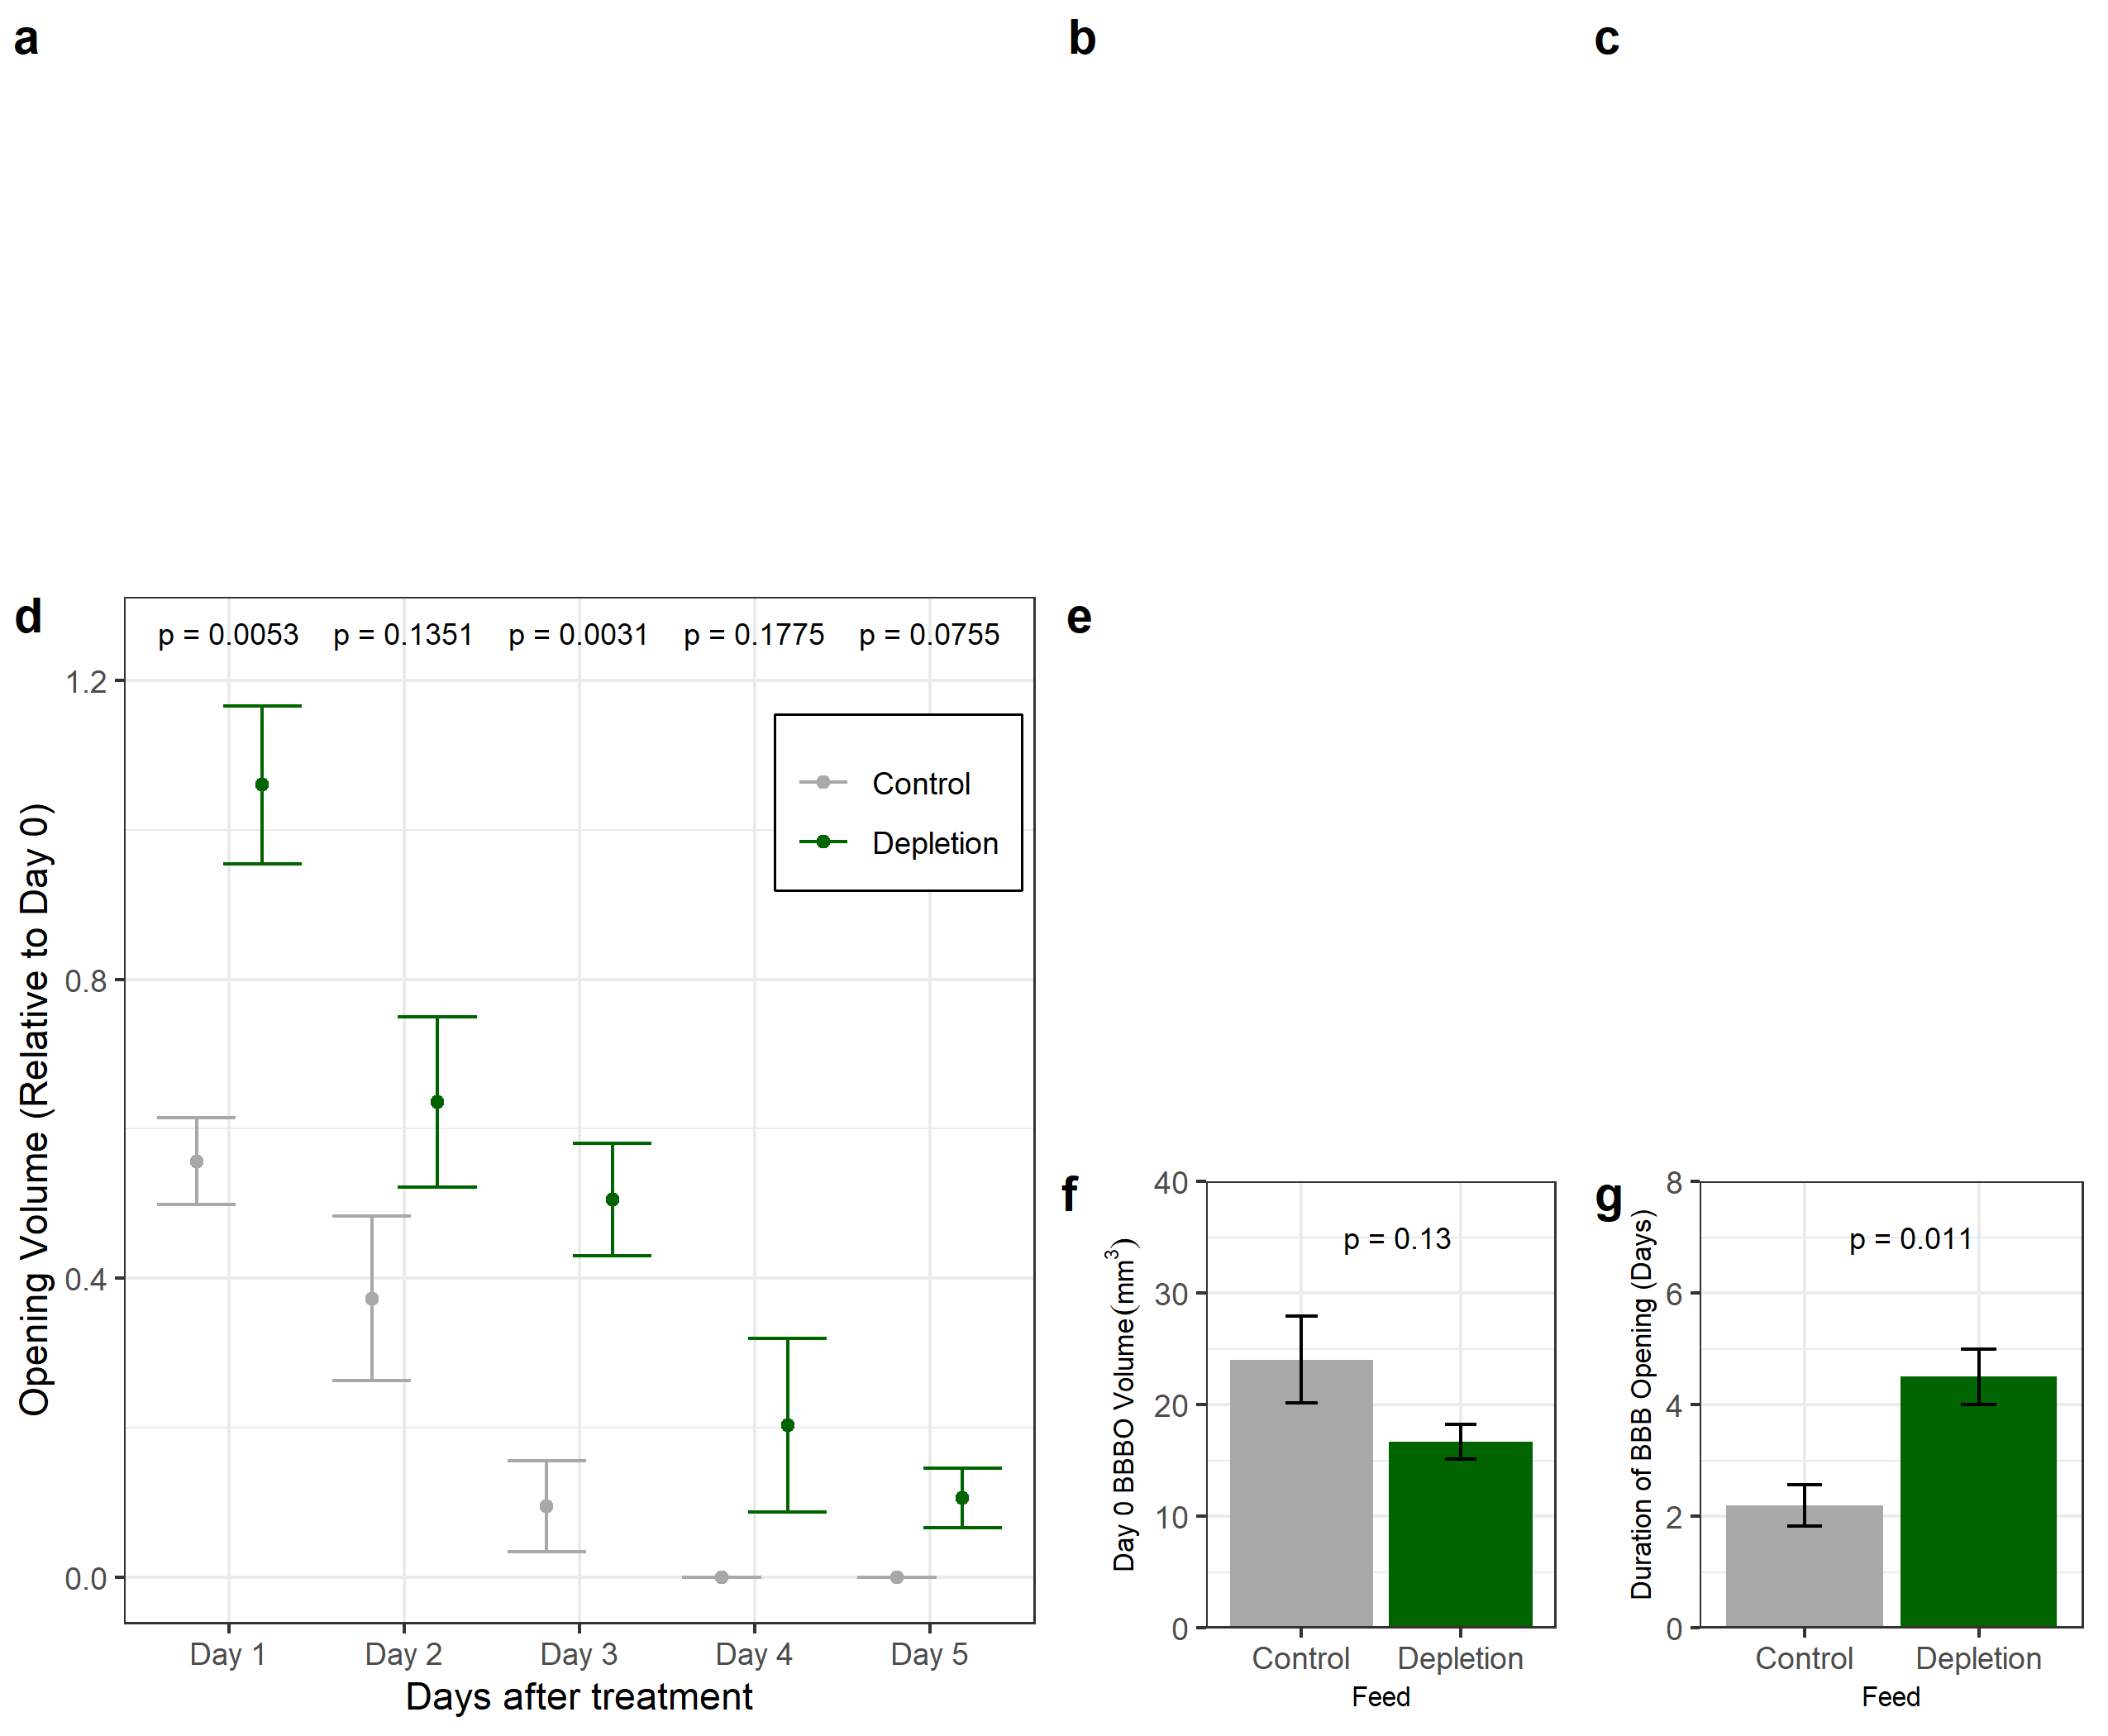 a
b
c
d
p = 0.0053
p = 0.1351
p = 0.0031
p = 0.1775
p = 0.0755
1.2
0.8
0.4
0.0
Opening Volume (Relative to Day 0)
Control
Depletion
Day 1
Day 2
Day 3
Day 4
Day 5
Days after treatment
e
f
40
30
20
10
0
Day 0 BBBO Volume(mm³)
p = 0.13
Control
Depletion
Feed
g
8
6
4
2
0
Duration of BBB Opening (Days)
p = 0.011
Control
Depletion
Feed